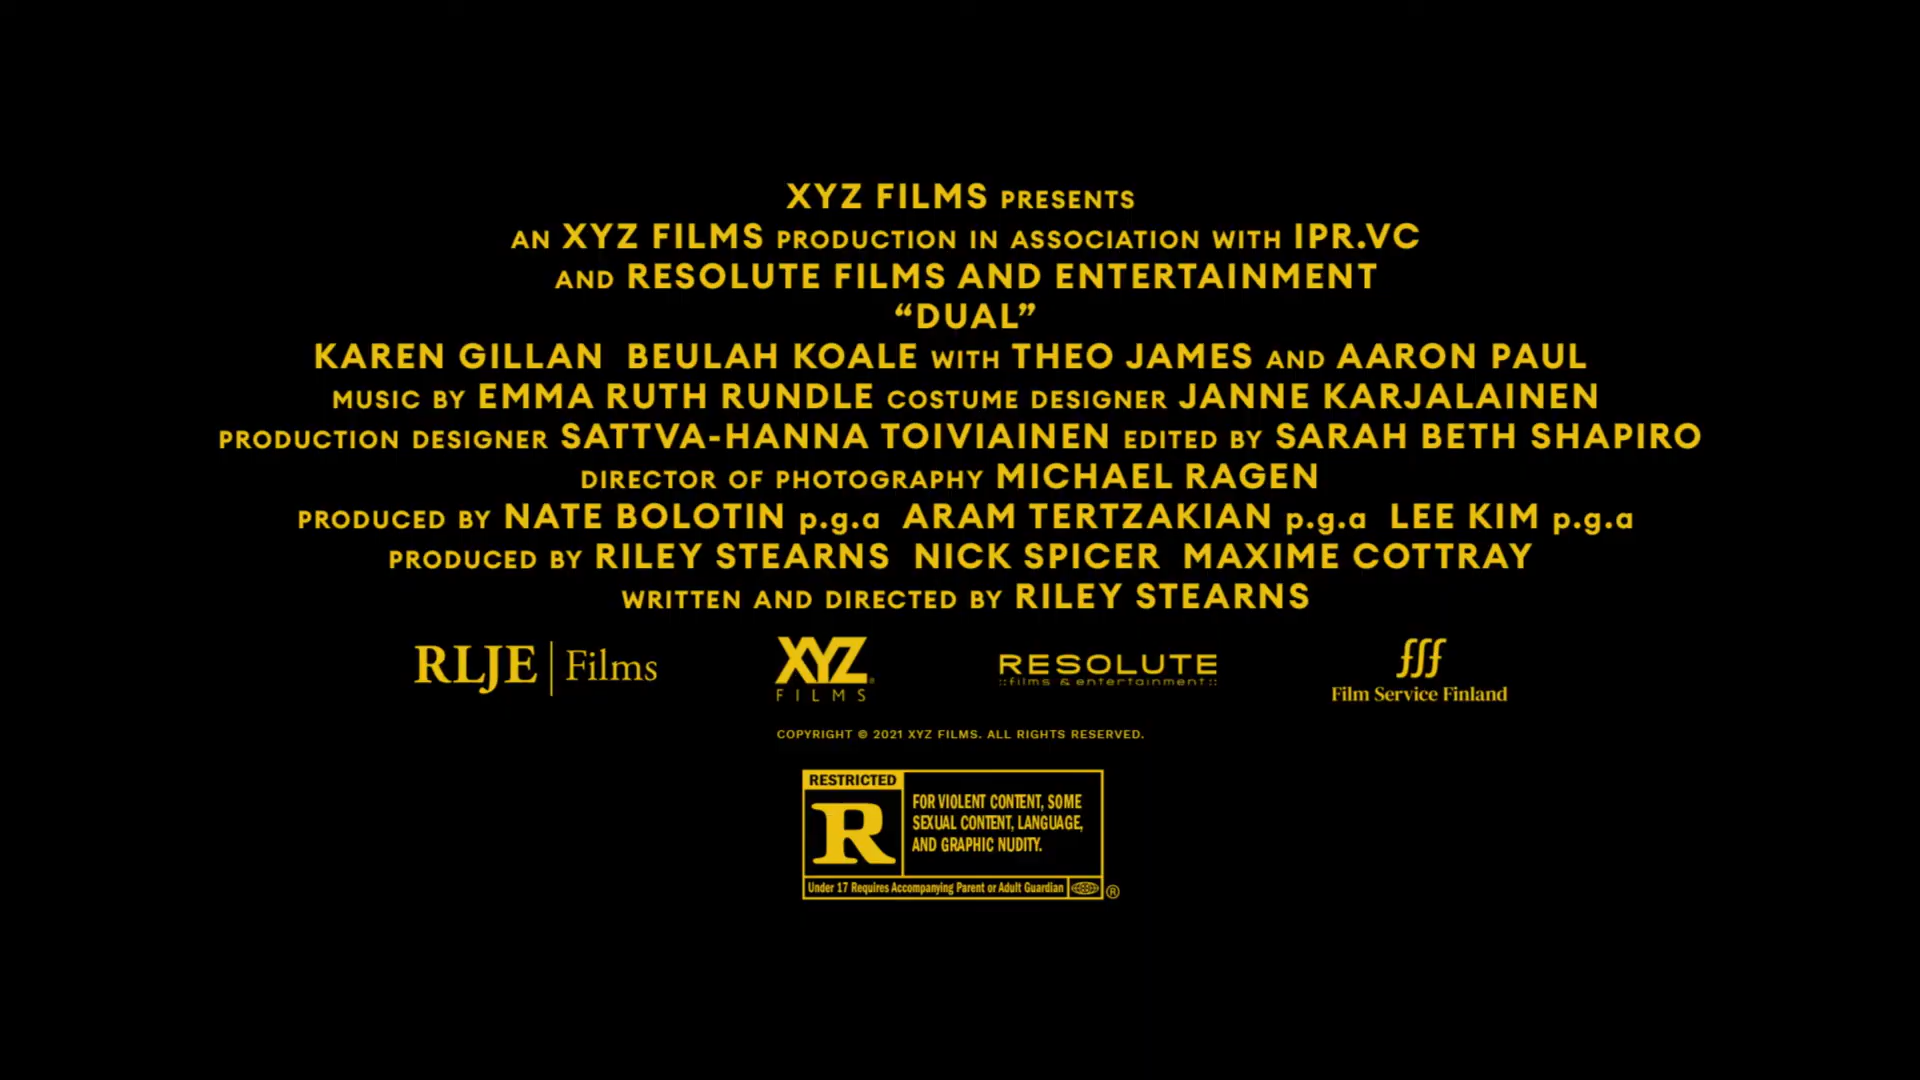 XYZ FILMS PRESENTS
AN XYZ FILMS PRODUCTION IN ASSOCIATION WITH IPR.VC
AND RESOLUTE FILMS AND ENTERTAINMENT
“DUAL”
KAREN GILLAN BEULAH KOALE WITH THEO JAMES AND AARON PAUL
MUSIC BY EMMA RUTH RUNDLE COSTUME DESIGNER JANNE KARJALAINEN
PRODUCTION DESIGNER SATTVA-HANNA TOIVIAINEN EDITED BY SARAH BETH SHAPIRO
DIRECTOR OF PHOTOGRAPHY MICHAEL RAGEN
PRODUCED BY NATE BOLOTIN p.g.a ARAM TERTZAKIAN p.g.a LEE KIM p.g.a
PRODUCED BY RILEY STEARNS NICK SPICER MAXIME COTTRAY
WRITTEN AND DIRECTED BY RILEY STEARNS
RLJE | Films
XYZ
FILMS
RESOLUTE
::films & entertainment::
fff
Film Service Finland
COPYRIGHT © 2021 XYZ FILMS. ALL RIGHTS RESERVED.
RESTRICTED
R
FOR VIOLENT CONTENT, SOME
SEXUAL CONTENT, LANGUAGE,
AND GRAPHIC NUDITY.
Under 17 Requires Accompanying Parent or Adult Guardian
®